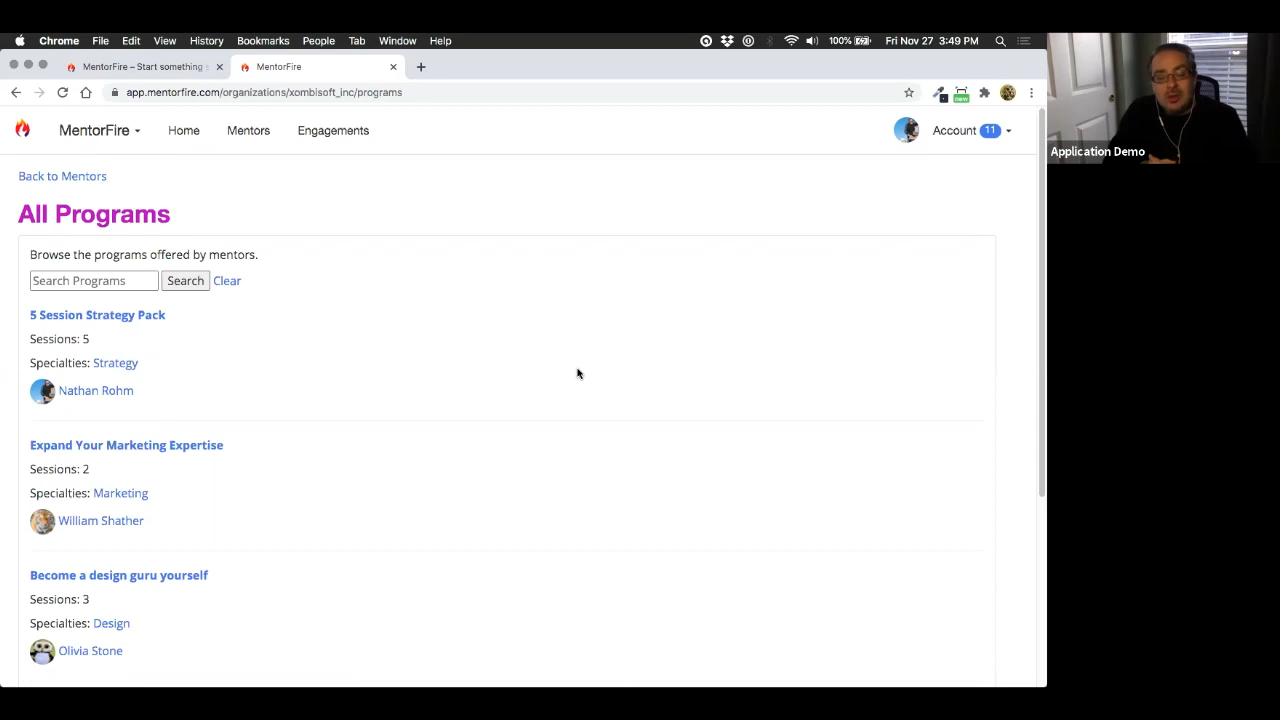 Chrome File Edit View History Bookmarks People Tab Window Help 100% Fri Nov 27 3:49 PM
MentorFire – Start something s
MentorFire
app.mentorfire.com/organizations/xombisoft_inc/programs
new
MentorFire Home Mentors Engagements Account 11
Application Demo
Back to Mentors
All Programs
Browse the programs offered by mentors.
Search Programs Search Clear
5 Session Strategy Pack
Sessions: 5
Specialties: Strategy
Nathan Rohm
Expand Your Marketing Expertise
Sessions: 2
Specialties: Marketing
William Shather
Become a design guru yourself
Sessions: 3
Specialties: Design
Olivia Stone